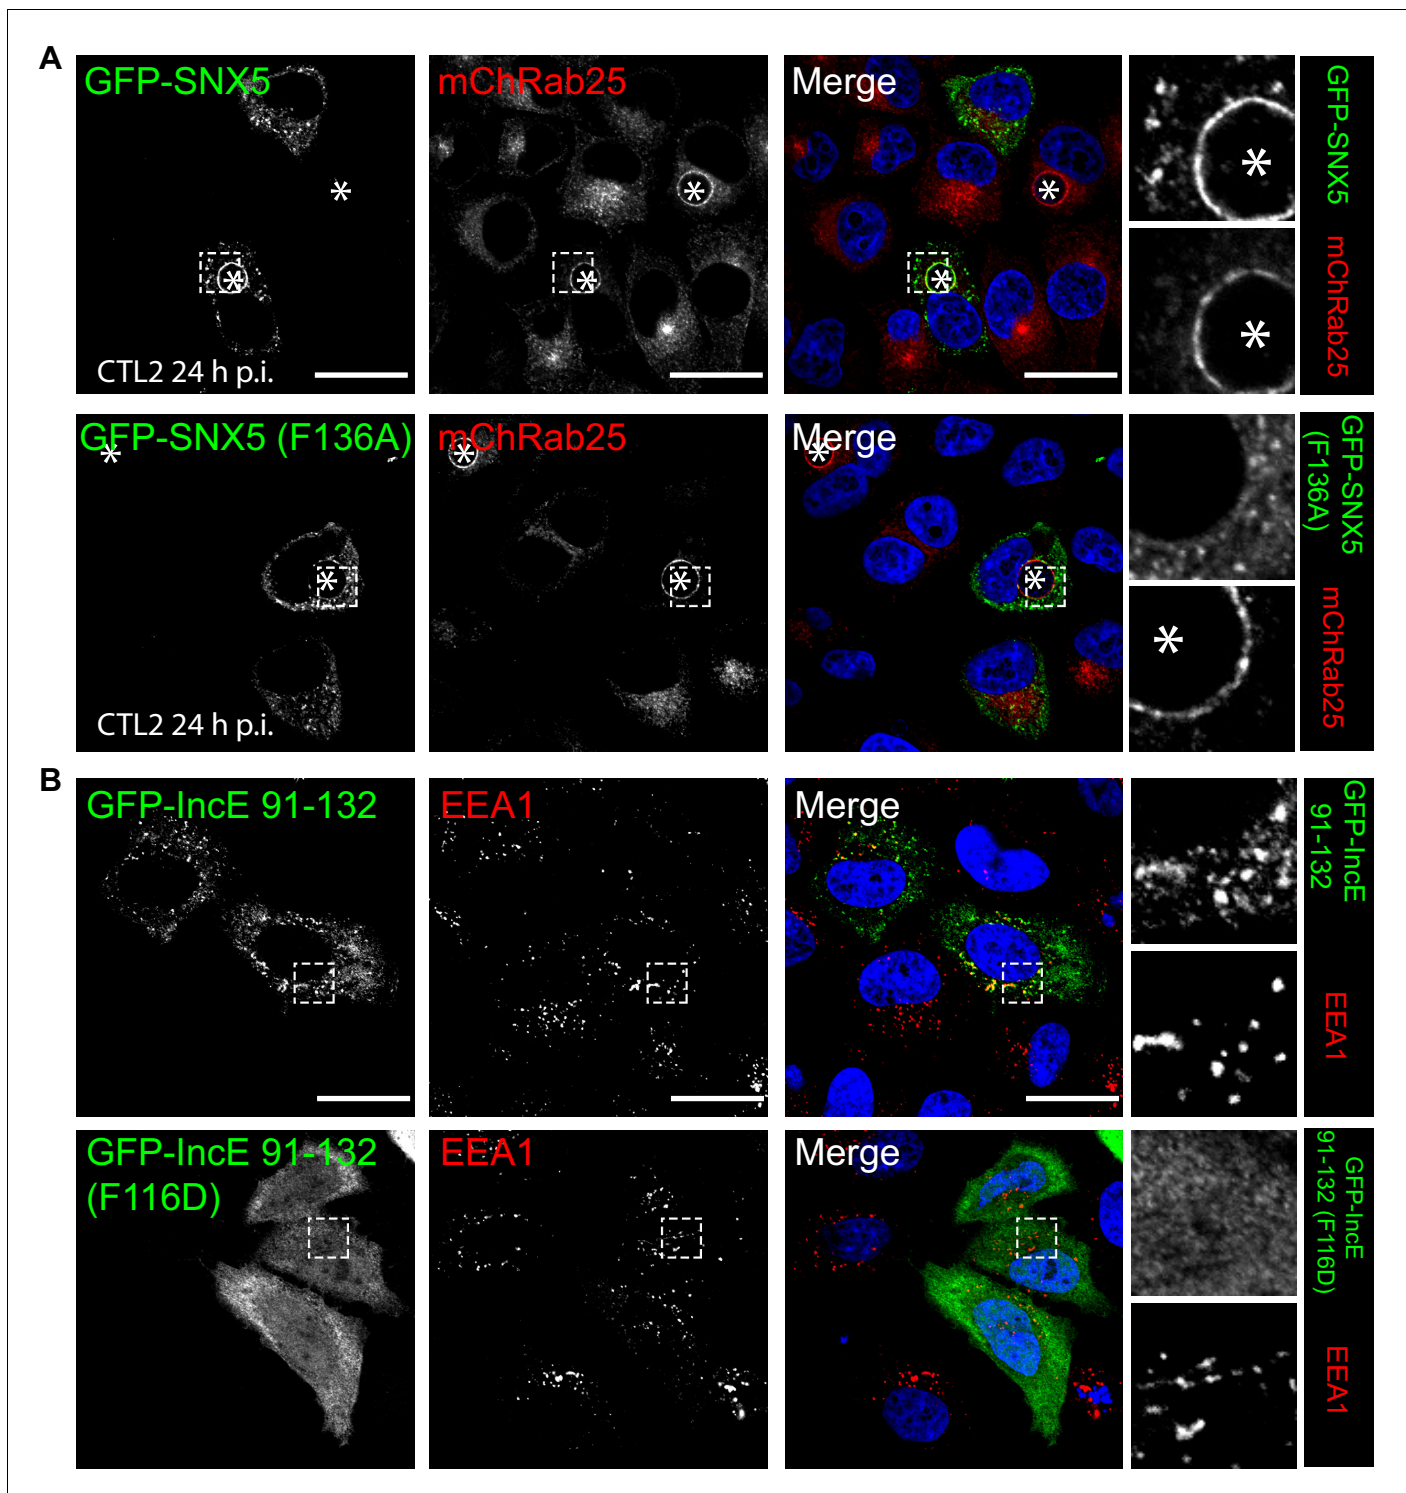 A
GFP-SNX5
mChRab25
Merge
*
*
*
*
*
*
*
*
CTL2 24 h p.i.
GFP-SNX5
mChRab25
GFP-SNX5 (F136A)
mChRab25
Merge
*
*
*
*
*
*
*
CTL2 24 h p.i.
GFP-SNX5
(F136A)
mChRab25
B
GFP-IncE 91-132
EEA1
Merge
GFP-IncE
91-132
EEA1
GFP-IncE 91-132
(F116D)
EEA1
Merge
GFP-IncE
91-132 (F116D)
EEA1